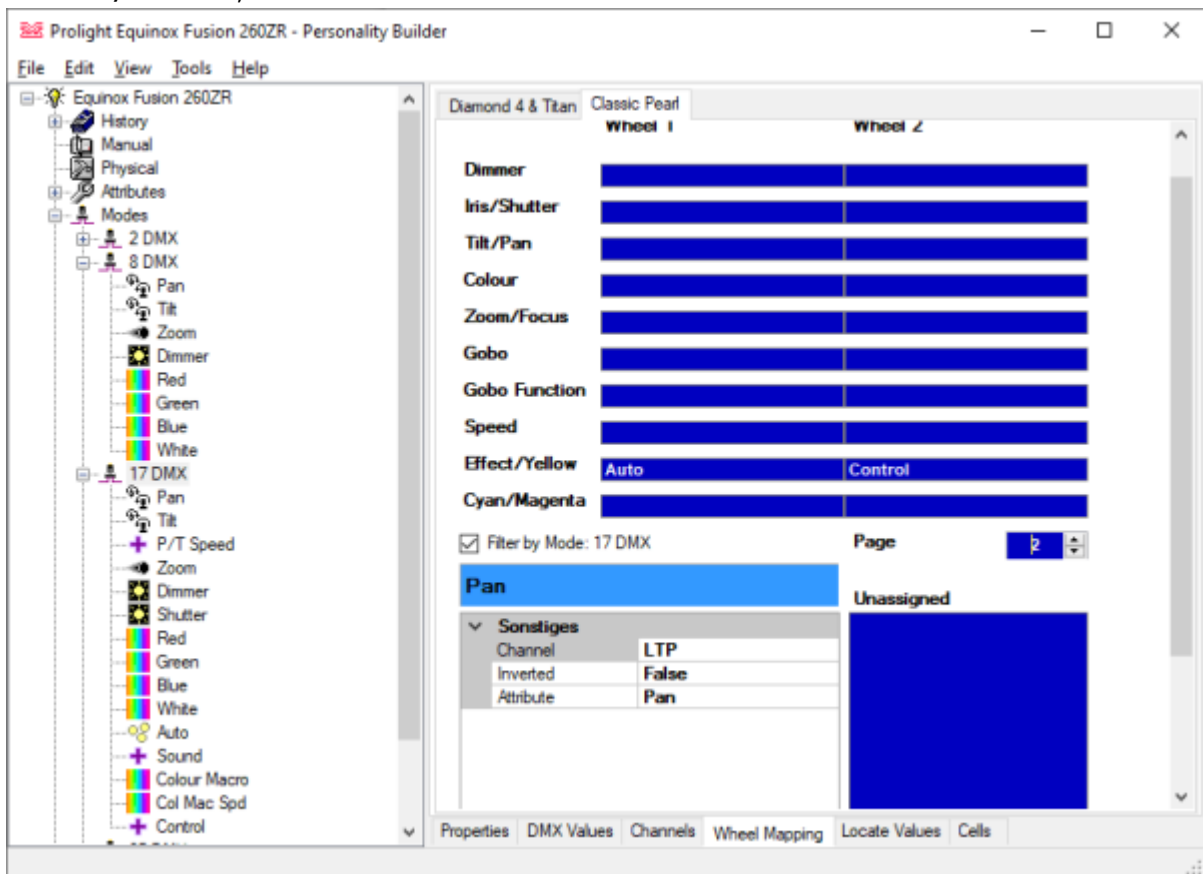 Prolight Equinox Fusion 260ZR - Personality Builder
File Edit View Tools Help
Equinox Fusion 260ZR
History
Manual
Physical
Attributes
Modes
2 DMX
8 DMX
Pan
Tilt
Zoom
Dimmer
Red
Green
Blue
White
17 DMX
Pan
Tilt
P/T Speed
Zoom
Dimmer
Shutter
Red
Green
Blue
White
Auto
Sound
Colour Macro
Col Mac Spd
Control
Diamond 4 & Titan Classic Pearl
Wheel 1 Wheel 2
Dimmer
Iris/Shutter
Tilt/Pan
Colour
Zoom/Focus
Gobo
Gobo Function
Speed
Effect/Yellow Auto Control
Cyan/Magenta
Filter by Mode: 17 DMX Page 2
Pan
Unassigned
Sonstiges
Channel LTP
Inverted False
Attribute Pan
Properties DMX Values Channels Wheel Mapping Locate Values Cells